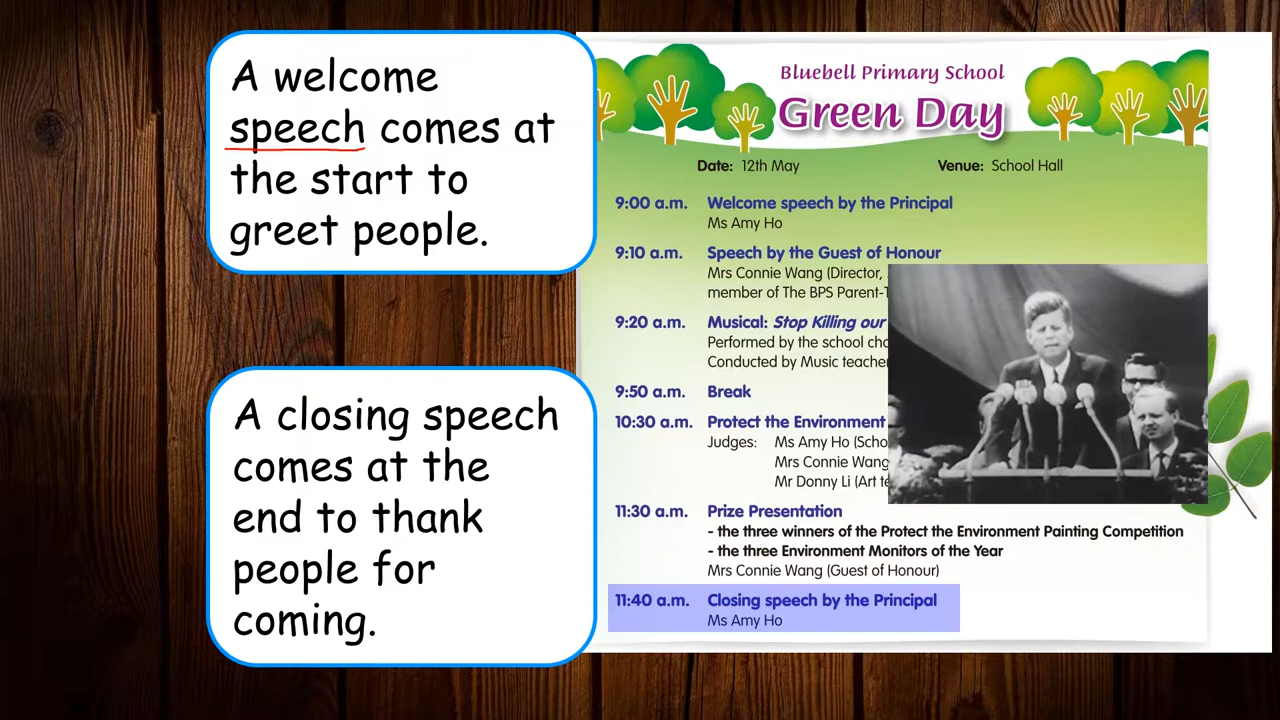 A welcome
speech comes at
the start to
greet people.
A closing speech
comes at the
end to thank
people for
coming.
Bluebell Primary School
Green Day
Date: 12th May Venue: School Hall
9:00 a.m. Welcome speech by the Principal
Ms Amy Ho
9:10 a.m. Speech by the Guest of Honour
Mrs Connie Wang (Director,
member of The BPS
9:20 a.m. Musical: Stop Killing our
Performed by the school
Conducted by Music teacher
9:50 a.m. Break
10:30 a.m. Protect the Environment
Judges: Ms Amy Ho
Mrs Connie Wang
Mr Donny Li (Art
11:30 a.m. Prize Presentation
- the three winners of the Protect the Environment Painting Competition
- the three Environment Monitors of the Year
Mrs Connie Wang (Guest of Honour)
11:40 a.m. Closing speech by the Principal
Ms Amy Ho